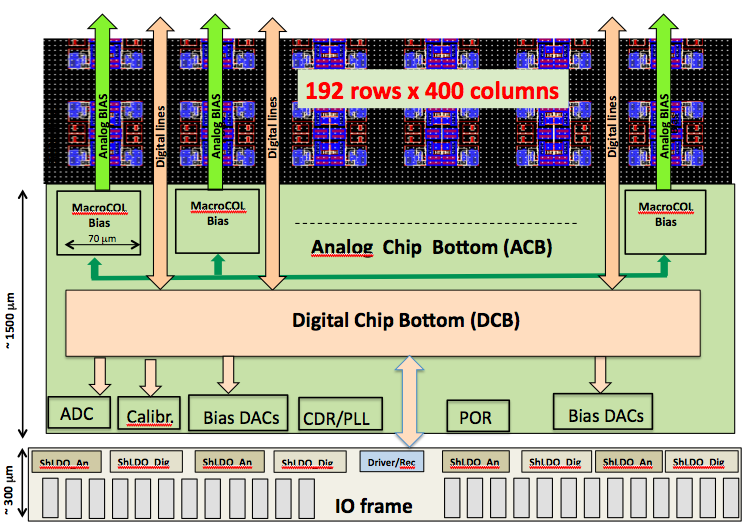 192 rows x 400 columns
Analog BIAS
Digital lines
Analog BIAS
Digital lines
Digital lines
Analog BIAS
MacroCOL
Bias
70 µm
MacroCOL
Bias
MacroCOL
Bias
Analog Chip Bottom (ACB)
~ 1500 µm
Digital Chip Bottom (DCB)
ADC
Calibr.
Bias DACs
CDR/PLL
POR
Bias DACs
~ 300 µm
ShLDO_An
ShLDO_Dig
ShLDO_An
ShLDO_Dig
Driver/Rec
ShLDO_An
ShLDO_Dig
ShLDO_An
ShLDO_Dig
IO frame